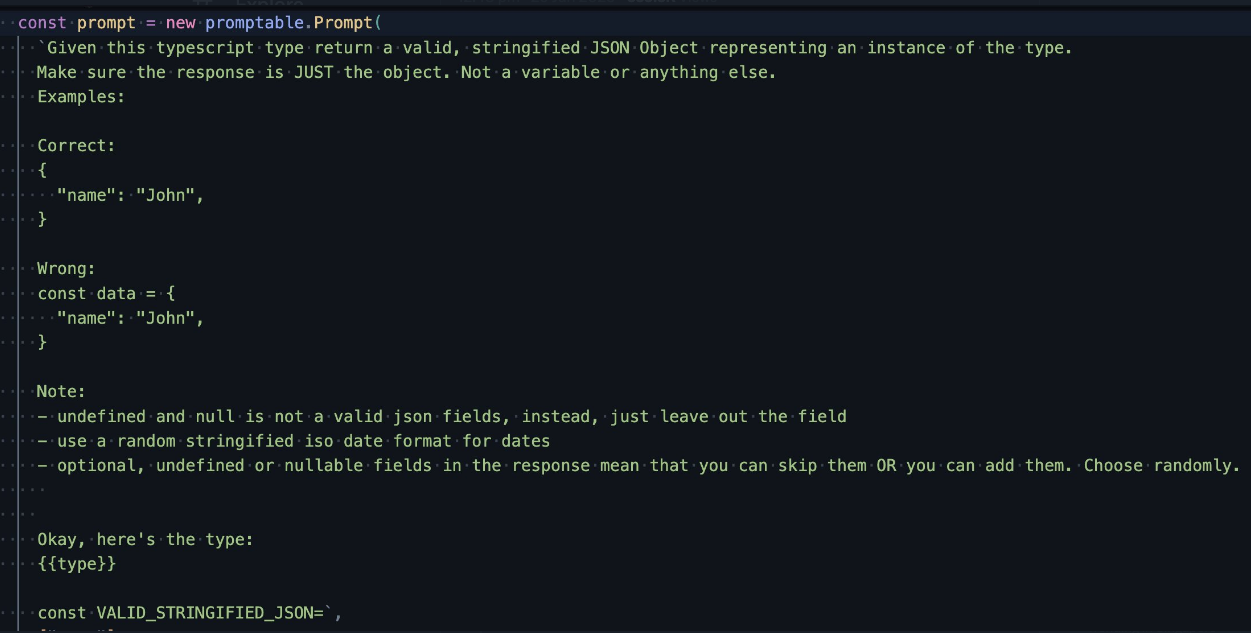 const prompt = new promptable.Prompt(
`Given this typescript type return a valid, stringified JSON Object representing an instance of the type.
Make sure the response is JUST the object. Not a variable or anything else.
Examples:
Correct:
{
"name": "John",
}
Wrong:
const data = {
"name": "John",
}
Note:
- undefined and null is not a valid json fields, instead, just leave out the field
- use a random stringified iso date format for dates
- optional, undefined or nullable fields in the response mean that you can skip them OR you can add them. Choose randomly.
Okay, here's the type:
{{type}}
const VALID_STRINGIFIED_JSON=`,